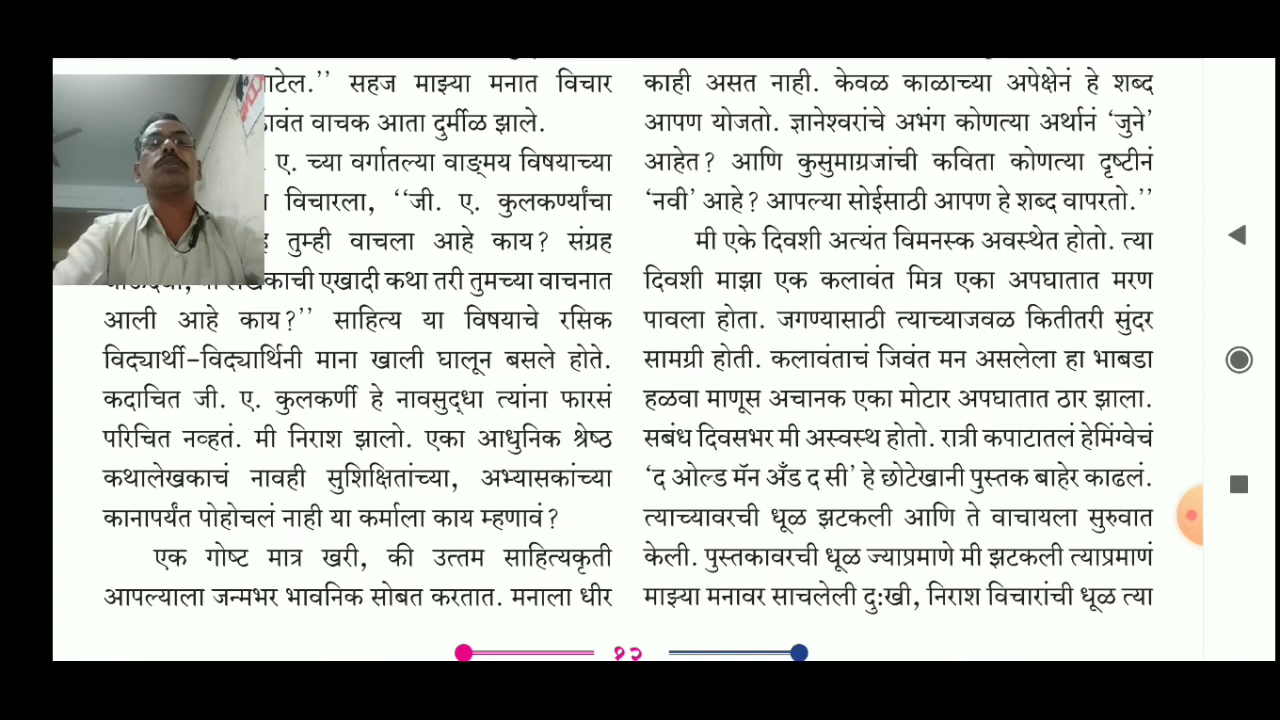 ाटेल.’’ सहज माझ्या मनात विचार
वंत वाचक आता दुर्मीळ झाले.
ए. च्या वर्गातल्या वाङ्‌मय विषयाच्या
विचारला, ‘‘जी. ए. कुलकर्ण्यांचा
तुम्ही वाचला आहे काय? संग्रह
एखादी कथा तरी तुमच्या वाचनात
आली आहे काय?’’ साहित्य या विषयाचे रसिक
विद्यार्थी-विद्यार्थिनी माना खाली घालून बसले होते.
कदाचित जी. ए. कुलकर्णी हे नावसुद्‌धा त्यांना फारसं
परिचित नव्हतं. मी निराश झालो. एका आधुनिक श्रेष्ठ
कथालेखकाचं नावही सुशिक्षितांच्या, अभ्यासकांच्या
कानापर्यंत पोहोचलं नाही या कर्माला काय म्हणावं?
एक गोष्ट मात्र खरी, की उत्तम साहित्यकृती
आपल्याला जन्मभर भावनिक सोबत करतात. मनाला धीर
काही असत नाही. केवळ काळाच्या अपेक्षेनं हे शब्द
आपण योजतो. ज्ञानेश्वरांचे अभंग कोणत्या अर्थानं ‘जुने’
आहेत? आणि कुसुमाग्रजांची कविता कोणत्या दृष्टीनं
‘नवी’ आहे? आपल्या सोईसाठी आपण हे शब्द वापरतो.’’
मी एके दिवशी अत्यंत विमनस्क अवस्थेत होतो. त्या
दिवशी माझा एक कलावंत मित्र एका अपघातात मरण
पावला होता. जगण्यासाठी त्याच्याजवळ कितीतरी सुंदर
सामग्री होती. कलावंताचं जिवंत मन असलेला हा भाबडा
हळवा माणूस अचानक एका मोटार अपघातात ठार झाला.
सबंध दिवसभर मी अस्वस्थ होतो. रात्री कपाटातलं हेमिंग्वेचं
‘द ओल्ड मॅन अँड द सी’ हे छोटेखानी पुस्तक बाहेर काढलं.
त्याच्यावरची धूळ झटकली आणि ते वाचायला सुरुवात
केली. पुस्तकावरची धूळ ज्याप्रमाणे मी झटकली त्याप्रमाणं
माझ्या मनावर साचलेली दुःखी, निराश विचारांची धूळ त्या
१२